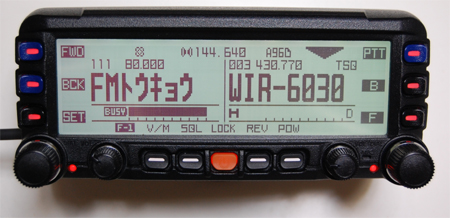 FWD 144.640 A96D PTT
111 80.000 003 430.770 TSQ
BCK FMトウキョウ WIR-6030 B
SET BUSY H D F
F-1 V/M SQL LOCK REV POW